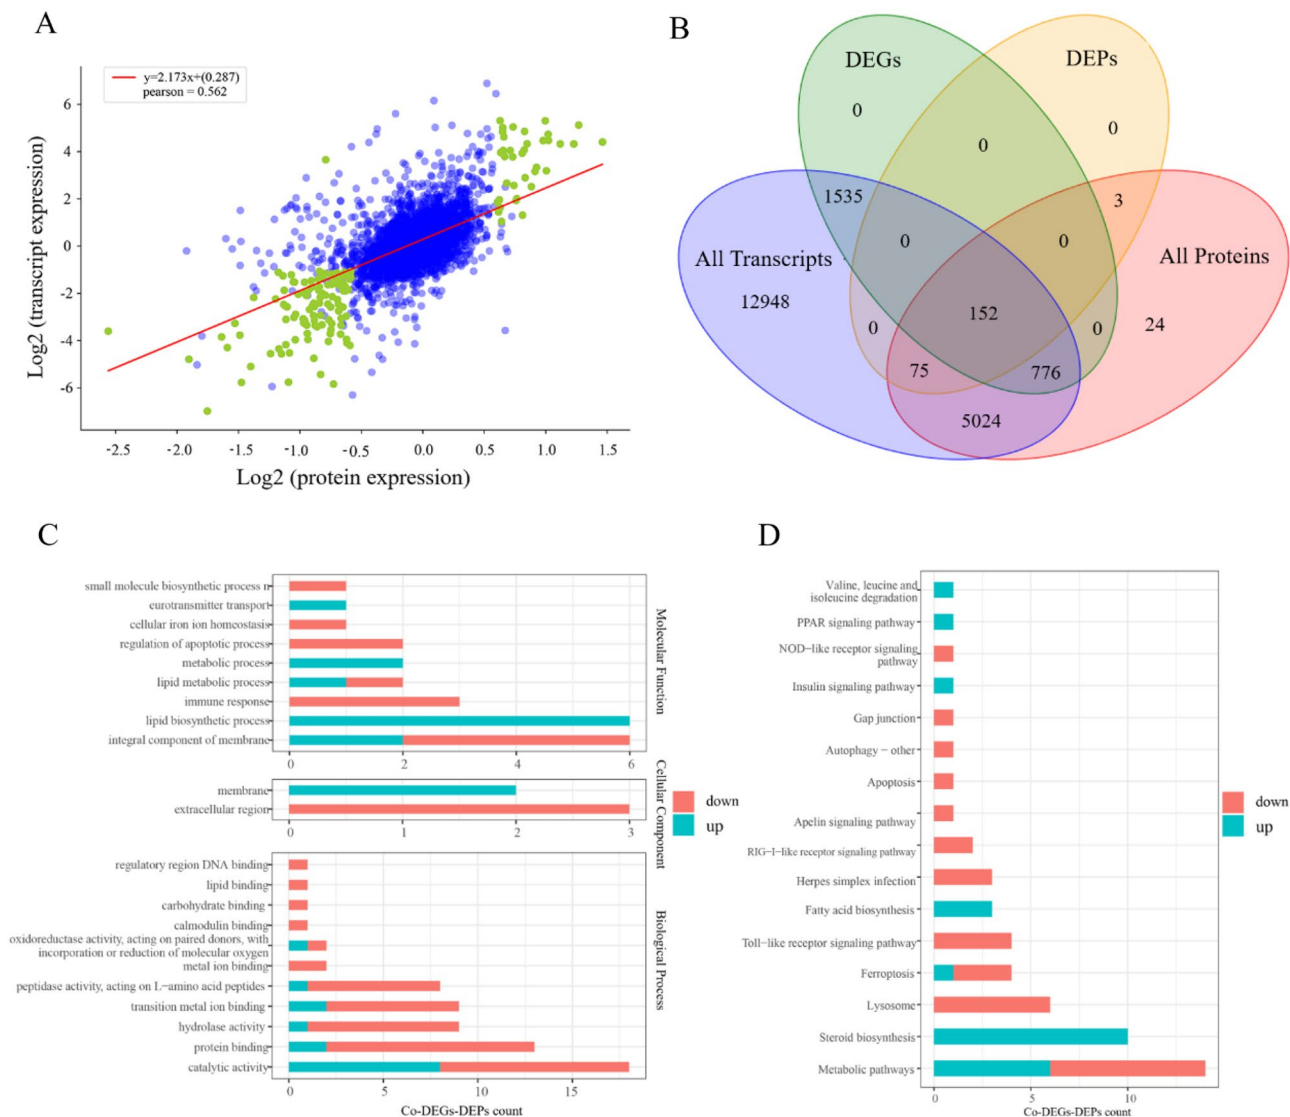 A
y=2.173x+(0.287)
pearson = 0.562
Log2 (transcript expression)
6
4
2
0
-2
-4
-6
-2.5 -2.0 -1.5 -1.0 -0.5 0.0 0.5 1.0 1.5
Log2 (protein expression)
B
DEGs
DEPs
0
0
0
1535
3
0
0
All Transcripts
All Proteins
12948
152
0
0
24
75
776
5024
C
small molecule biosynthetic process n
eurotransmitter transport
cellular iron ion homeostasis
regulation of apoptotic process
metabolic process
lipid metabolic process
immune response
lipid biosynthetic process
integral component of membrane
0 2 4 6
Molecular Function
membrane
extracellular region
0 1 2 3
Cellular Component
regulatory region DNA binding
lipid binding
carbohydrate binding
calmodulin binding
oxidoreductase activity, acting on paired donors, with
incorporation or reduction of molecular oxygen
metal ion binding
peptidase activity, acting on L−amino acid peptides
transition metal ion binding
hydrolase activity
protein binding
catalytic activity
0 5 10 15
Biological Process
Co-DEGs-DEPs count
down
up
D
Valine, leucine and
isoleucine degradation
PPAR signaling pathway
NOD−like receptor signaling
pathway
Insulin signaling pathway
Gap junction
Autophagy − other
Apoptosis
Apelin signaling pathway
RIG−I−like receptor signaling pathway
Herpes simplex infection
Fatty acid biosynthesis
Toll−like receptor signaling pathway
Ferroptosis
Lysosome
Steroid biosynthesis
Metabolic pathways
0 5 10
Co-DEGs-DEPs count
down
up